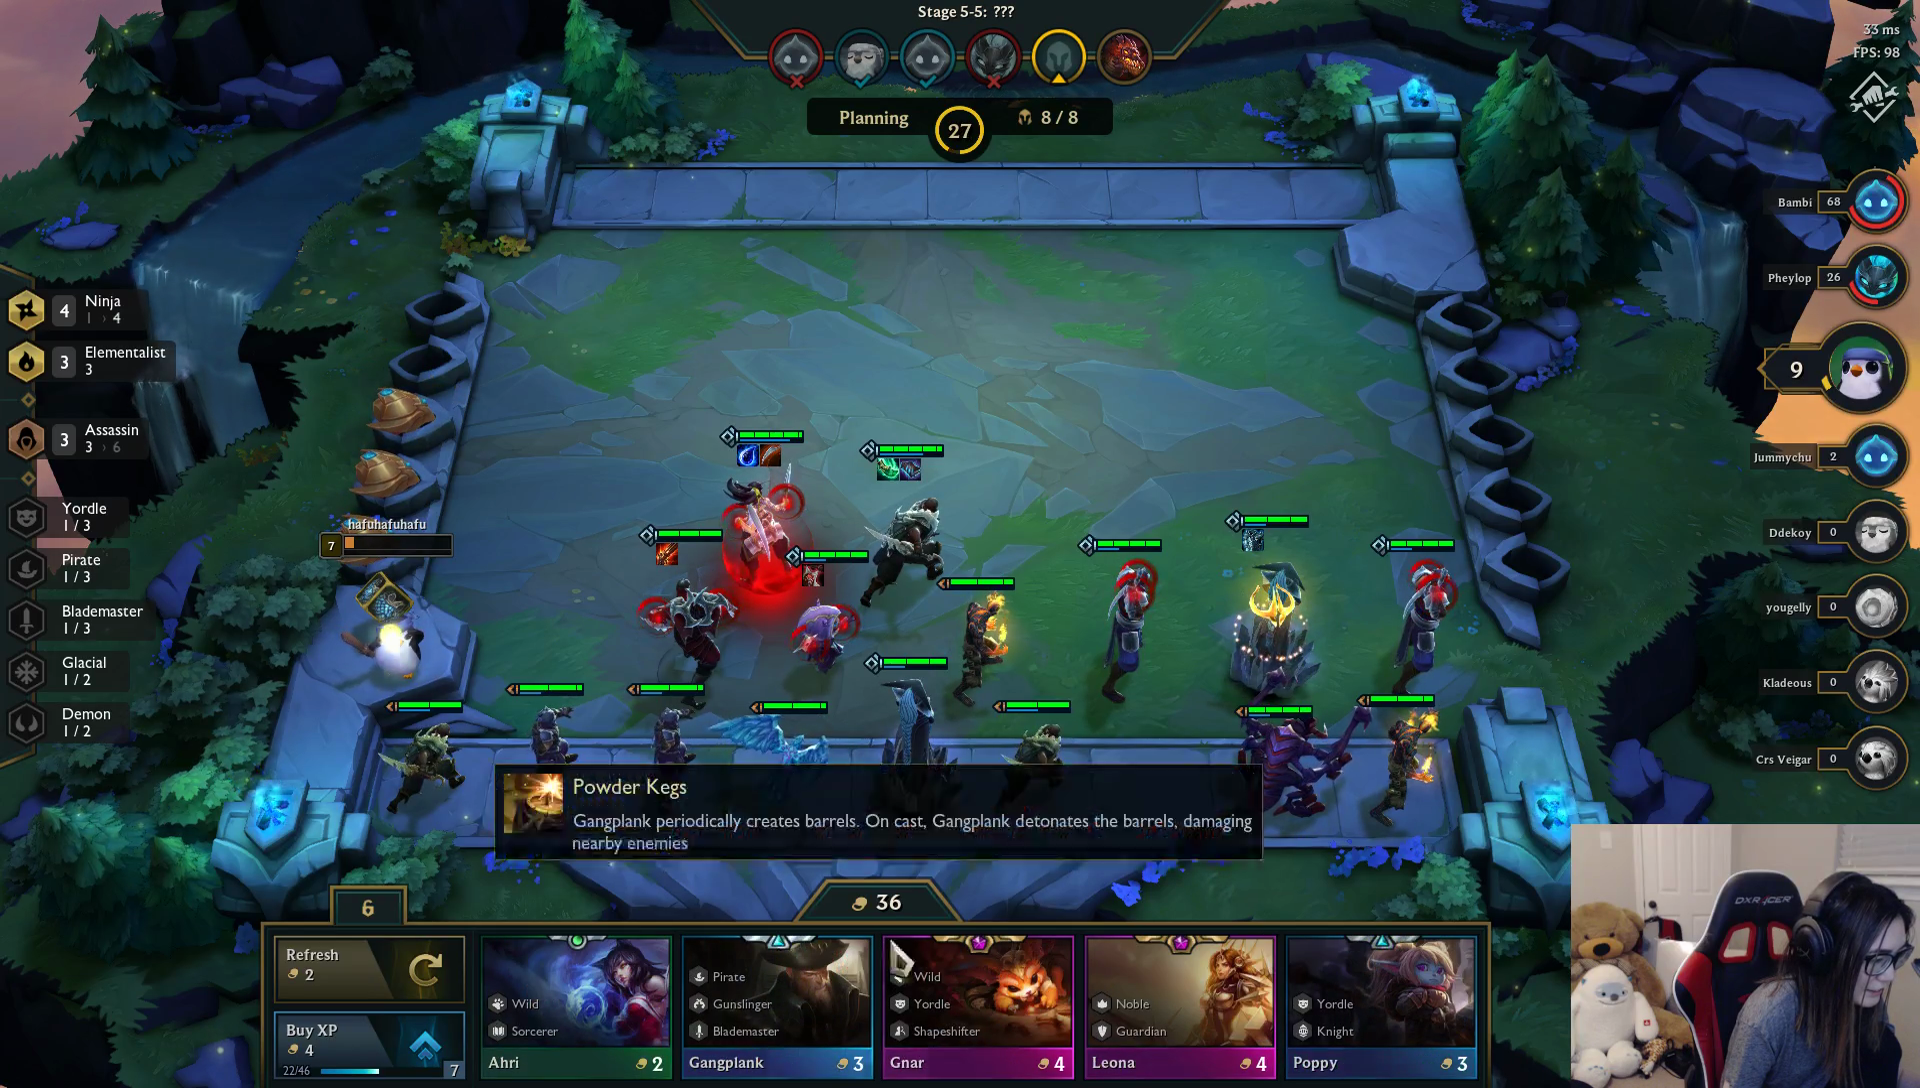 Stage 5-5: ???
33 ms
FPS: 98
Planning
27
8 / 8
Bambi 68
Pheylop 26
9
Jummychu 2
Ddekoy 0
yougelly 0
Kladeous 0
Crs Veigar 0
4 Ninja
1 › 4
3 Elementalist
3
3 Assassin
3 › 6
Yordle
1 / 3
Pirate
1 / 3
Blademaster
1 / 3
Glacial
1 / 2
Demon
1 / 2
hafuhafuhafu
7
Powder Kegs
Gangplank periodically creates barrels. On cast, Gangplank detonates the barrels, damaging
nearby enemies
6
36
Refresh
2
Buy XP
4
22/46
7
Wild
Sorcerer
Ahri 2
Pirate
Gunslinger
Blademaster
Gangplank 3
Wild
Yordle
Shapeshifter
Gnar 4
Noble
Guardian
Leona 4
Yordle
Knight
Poppy 3
DXRACER